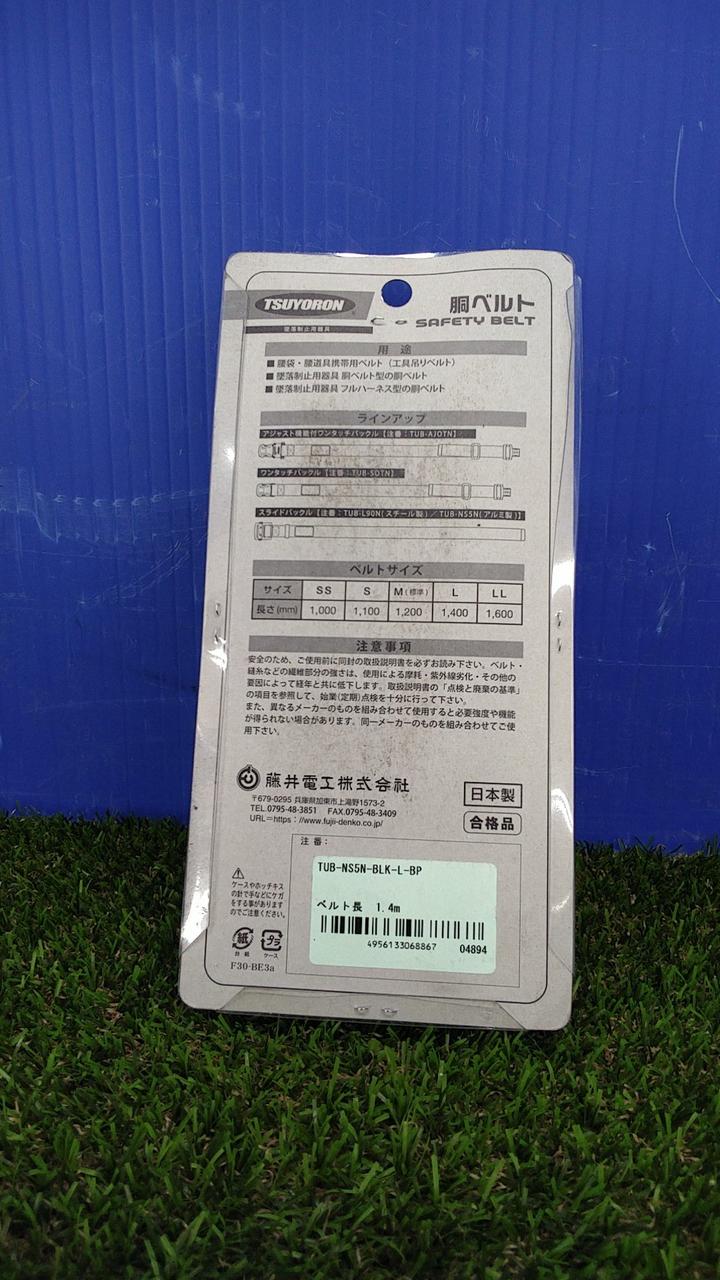 TSUYORON
墜落制止用器具
胴ベルト
SAFETY BELT
用 途
■ 腰袋・腰道具携帯用ベルト（工具吊りベルト）
■ 墜落制止用器具 胴ベルト型の胴ベルト
■ 墜落制止用器具 フルハーネス型の胴ベルト
ラインアップ
アジャスト機能付ワンタッチバックル【注番：TUB-AJOTN】
ワンタッチバックル【注番：TUB-SOTN】
スライドバックル【注番：TUB-L90N(スチール製)／TUB-NS5N(アルミ製)】
ベルトサイズ
サイズ SS S M(標準) L LL
長さ(mm) 1,000 1,100 1,200 1,400 1,600
注意事項
安全のため、ご使用前に同封の取扱説明書を必ずお読み下さい。ベルト・
縫糸などの繊維部分の強さは、使用による摩耗・紫外線劣化・その他の
要因によって経年と共に低下します。取扱説明書の「点検と廃棄の基準」
の項目を参照して、始業(定期)点検を十分に行って下さい。
また、異なるメーカーのものを組み合わせて使用すると必要強度や機能
が得られない場合があります。同一メーカーのものを組み合わせてご使
用下さい。
藤井電工株式会社
〒679-0295 兵庫県加東市上滝野1573-2
TEL.0795-48-3851 FAX.0795-48-3409
URL＝https：//www.fujii-denko.co.jp/
日本製
合格品
注番：
TUB-NS5N-BLK-L-BP
ベルト長 1.4m
4956133068867 04894
ケースやホッチキス
の針で手などにケガ
をする事があります
のでご注意ください。
紙 プラ
台紙 ケース
F30-BE3a